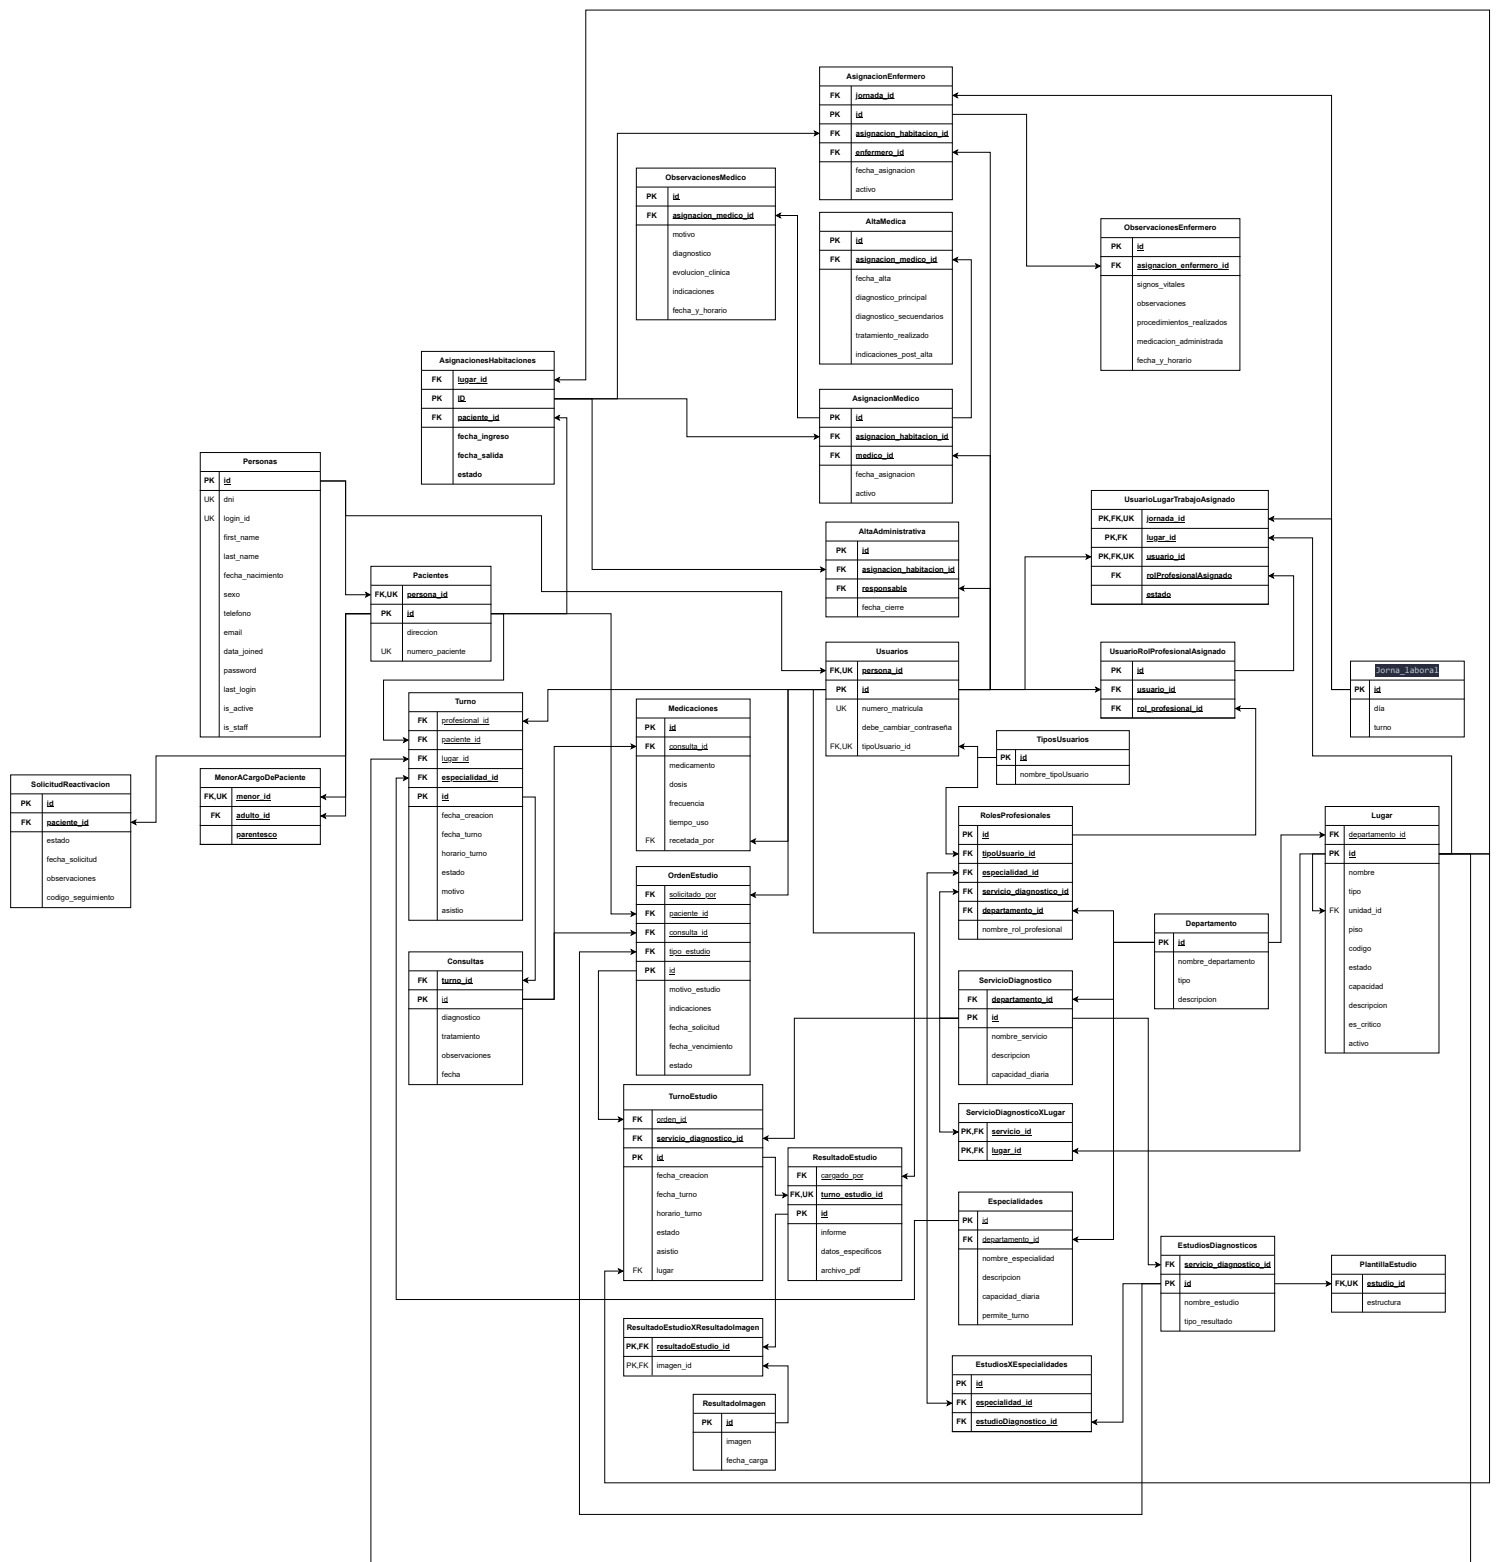 AsignacionEnfermero
FK jornada_id
PK id
FK asignacion_habitacion_id
FK enfermero_id
fecha_asignacion
activo
ObservacionesMedico
PK id
FK asignacion_medico_id
motivo
diagnostico
evolucion_clinica
indicaciones
fecha_y_horario
AltaMedica
PK id
FK asignacion_medico_id
fecha_alta
diagnostico_principal
diagnostico_secuendarios
tratamiento_realizado
indicaciones_post_alta
ObservacionesEnfermero
PK id
FK asignacion_enfermero_id
signos_vitales
observaciones
procedimientos_realizados
medicacion_administrada
fecha_y_horario
AsignacionesHabitaciones
FK lugar_id
PK ID
FK paciente_id
fecha_ingreso
fecha_salida
estado
AsignacionMedico
PK id
FK asignacion_habitacion_id
FK medico_id
fecha_asignacion
activo
Personas
PK id
UK dni
UK login_id
first_name
last_name
fecha_nacimiento
sexo
telefono
email
data_joined
password
last_login
is_active
is_staff
UsuarioLugarTrabajoAsignado
PK,FK,UK jornada_id
PK,FK lugar_id
PK,FK,UK usuario_id
FK rolProfesionalAsignado
estado
AltaAdministrativa
PK id
FK asignacion_habitacion_id
FK responsable
fecha_cierre
Pacientes
FK,UK persona_id
PK id
direccion
UK numero_paciente
Usuarios
FK,UK persona_id
PK id
UK numero_matricula
debe_cambiar_contraseña
FK,UK tipoUsuario_id
UsuarioRolProfesionalAsignado
PK id
FK usuario_id
FK rol_profesional_id
Jorna_laboral
PK id
día
turno
Turno
FK profesional_id
FK paciente_id
FK lugar_id
FK especialidad_id
PK id
fecha_creacion
fecha_turno
horario_turno
estado
motivo
asistio
Medicaciones
PK id
FK consulta_id
medicamento
dosis
frecuencia
tiempo_uso
FK recetada_por
TiposUsuarios
PK id
nombre_tipoUsuario
SolicitudReactivacion
PK id
FK paciente_id
estado
fecha_solicitud
observaciones
codigo_seguimiento
MenorACargoDePaciente
FK,UK menor_id
FK adulto_id
parentesco
RolesProfesionales
PK id
FK tipoUsuario_id
FK especialidad_id
FK servicio_diagnostico_id
FK departamento_id
nombre_rol_profesional
Lugar
FK departamento_id
PK id
nombre
tipo
FK unidad_id
piso
codigo
estado
capacidad
descripcion
es_critico
activo
OrdenEstudio
FK solicitado_por
FK paciente_id
FK consulta_id
FK tipo_estudio
PK id
motivo_estudio
indicaciones
fecha_solicitud
fecha_vencimiento
estado
Departamento
PK id
nombre_departamento
tipo
descripcion
Consultas
FK turno_id
PK id
diagnostico
tratamiento
observaciones
fecha
ServicioDiagnostico
FK departamento_id
PK id
nombre_servicio
descripcion
capacidad_diaria
TurnoEstudio
FK orden_id
FK servicio_diagnostico_id
PK id
fecha_creacion
fecha_turno
horario_turno
estado
asistio
FK lugar
ServicioDiagnosticoXLugar
PK,FK servicio_id
PK,FK lugar_id
ResultadoEstudio
FK cargado_por
FK,UK turno_estudio_id
PK id
informe
datos_especificos
archivo_pdf
Especialidades
PK id
FK departamento_id
nombre_especialidad
descripcion
capacidad_diaria
permite_turno
EstudiosDiagnosticos
FK servicio_diagnostico_id
PK id
nombre_estudio
tipo_resultado
PlantillaEstudio
FK,UK estudio_id
estructura
ResultadoEstudioXResultadoImagen
PK,FK resultadoEstudio_id
PK,FK imagen_id
EstudiosXEspecialidades
PK id
FK especialidad_id
FK estudioDiagnostico_id
ResultadoImagen
PK id
imagen
fecha_carga